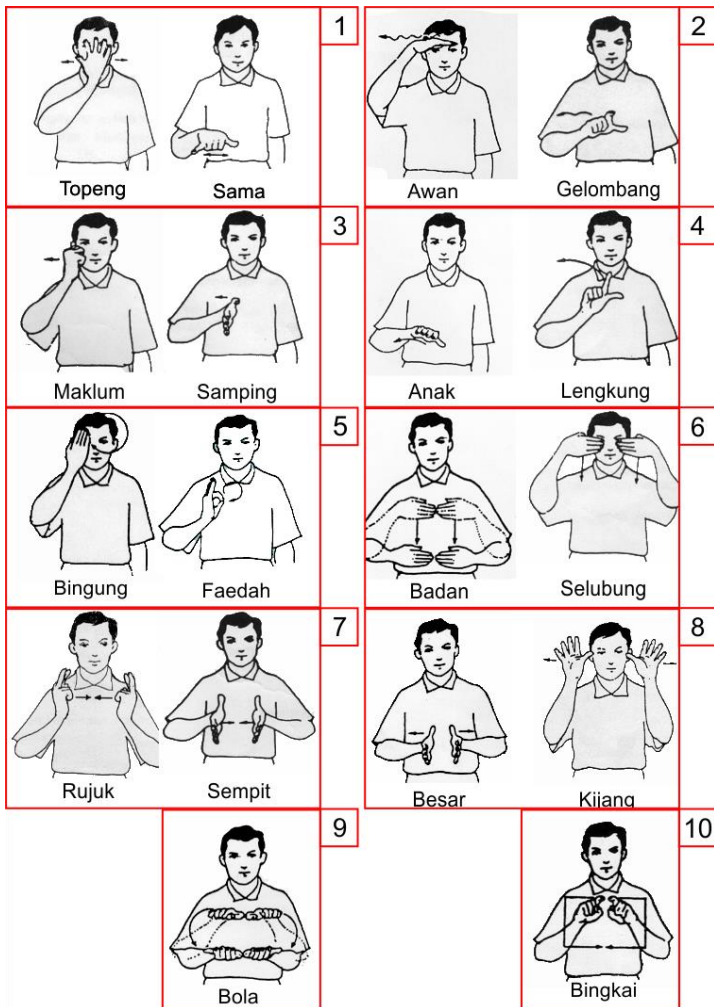 1
Topeng Sama
2
Awan Gelombang
3
Maklum Samping
4
Anak Lengkung
5
Bingung Faedah
6
Badan Selubung
7
Rujuk Sempit
8
Besar Kijang
9
Bola
10
Bingkai